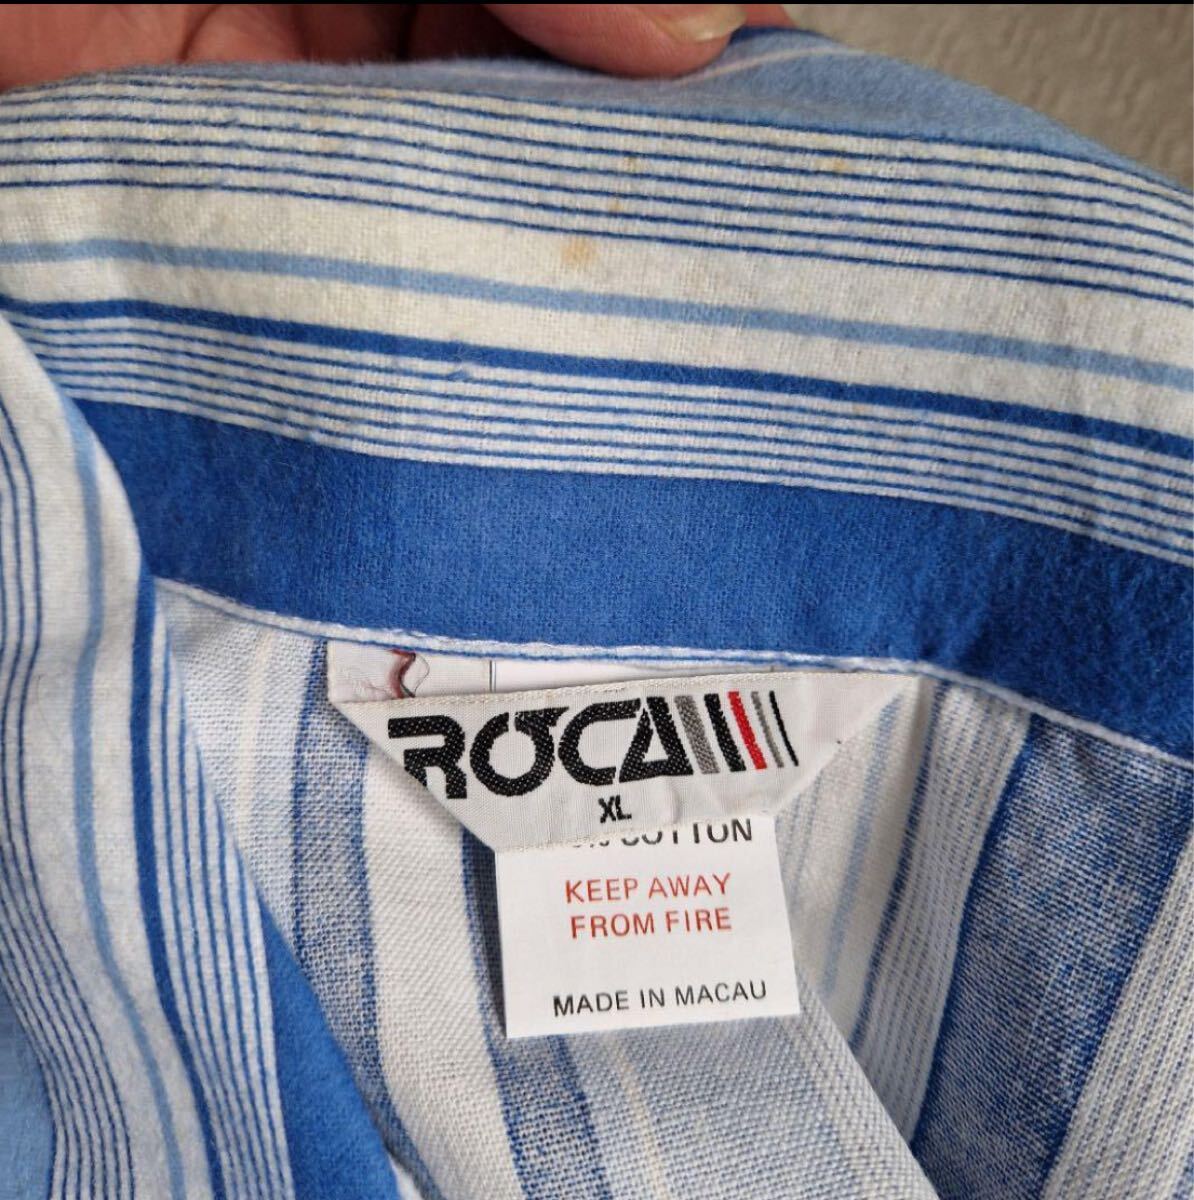 ROCA
XL
COTTON
KEEP AWAY
FROM FIRE
MADE IN MACAU